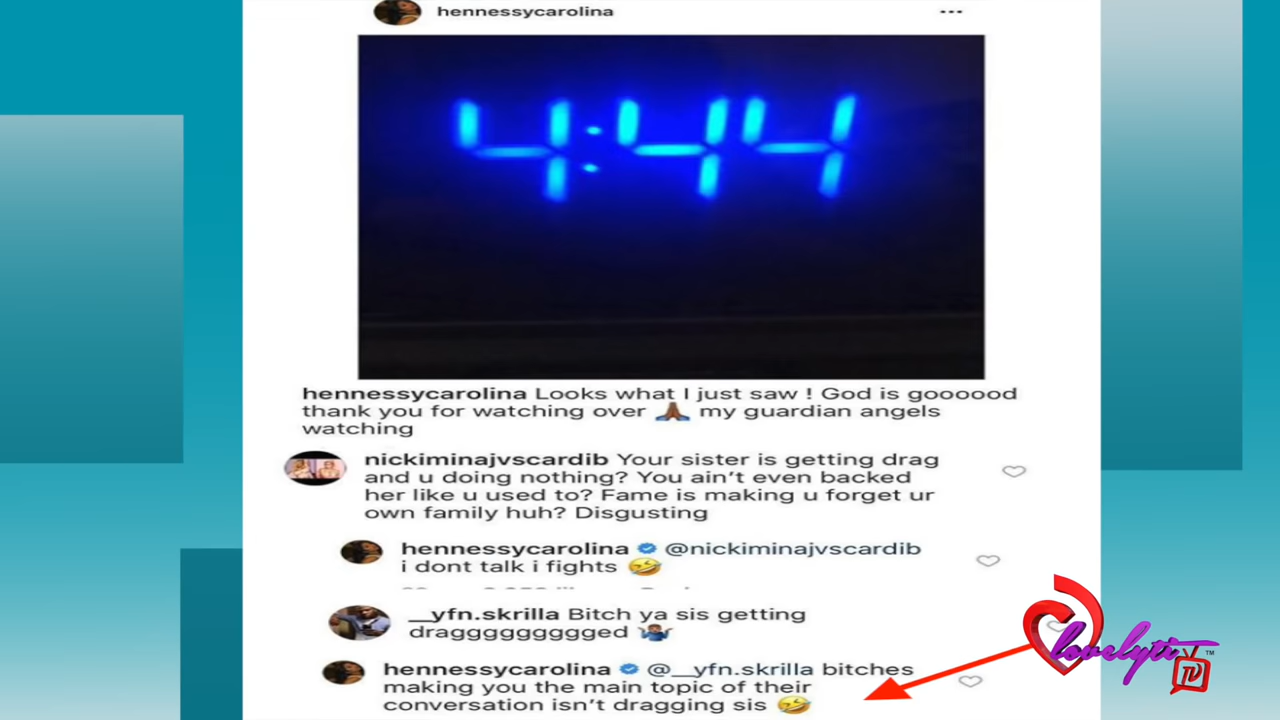 hennessycarolina
4:44
hennessycarolina Looks what I just saw ! God is goooood
thank you for watching over 🙏🏾 my guardian angels
watching
nickiminajvscardib Your sister is getting drag
and u doing nothing? You ain't even backed
her like u used to? Fame is making u forget ur
own family huh? Disgusting
hennessycarolina @nickiminajvscardib
i dont talk i fights 🤣
__yfn.skrilla Bitch ya sis getting
dragggggggggged 🤷🏽‍♂️
hennessycarolina @__yfn.skrilla bitches
making you the main topic of their
conversation isn't dragging sis 🤣
lovelyti TM
TV